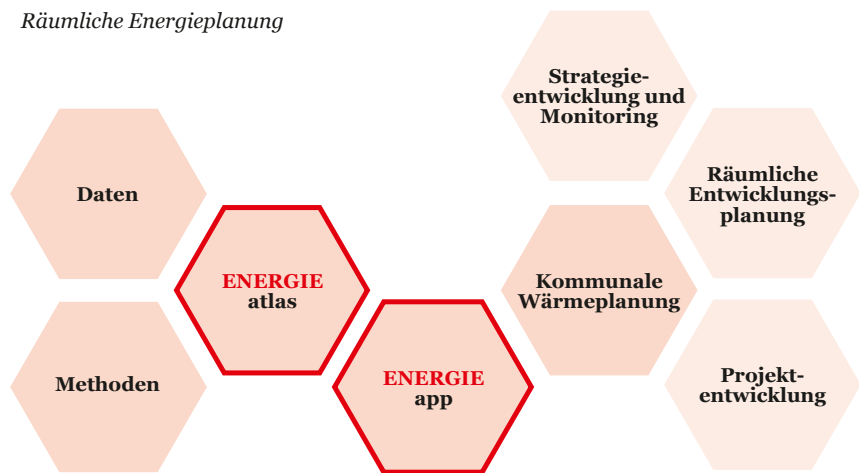 Räumliche Energieplanung
Strategie-
entwicklung und
Monitoring
Daten
Räumliche
Entwicklungs-
planung
ENERGIE
atlas
Kommunale
Wärmeplanung
Methoden
ENERGIE
app
Projekt-
entwicklung